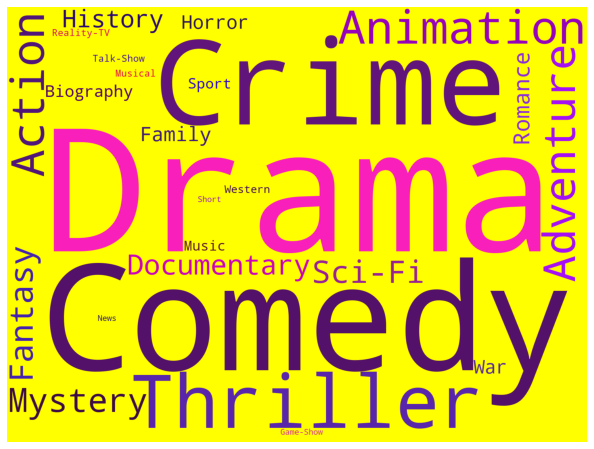 History
Horror
Animation
Reality-TV
Action
Crime
Talk-Show
Musical
Sport
Biography
Romance
Adventure
Family
Drama
Western
Short
Music
Documentary
Sci-Fi
Fantasy
Comedy
News
War
Mystery
Thriller
Game-Show